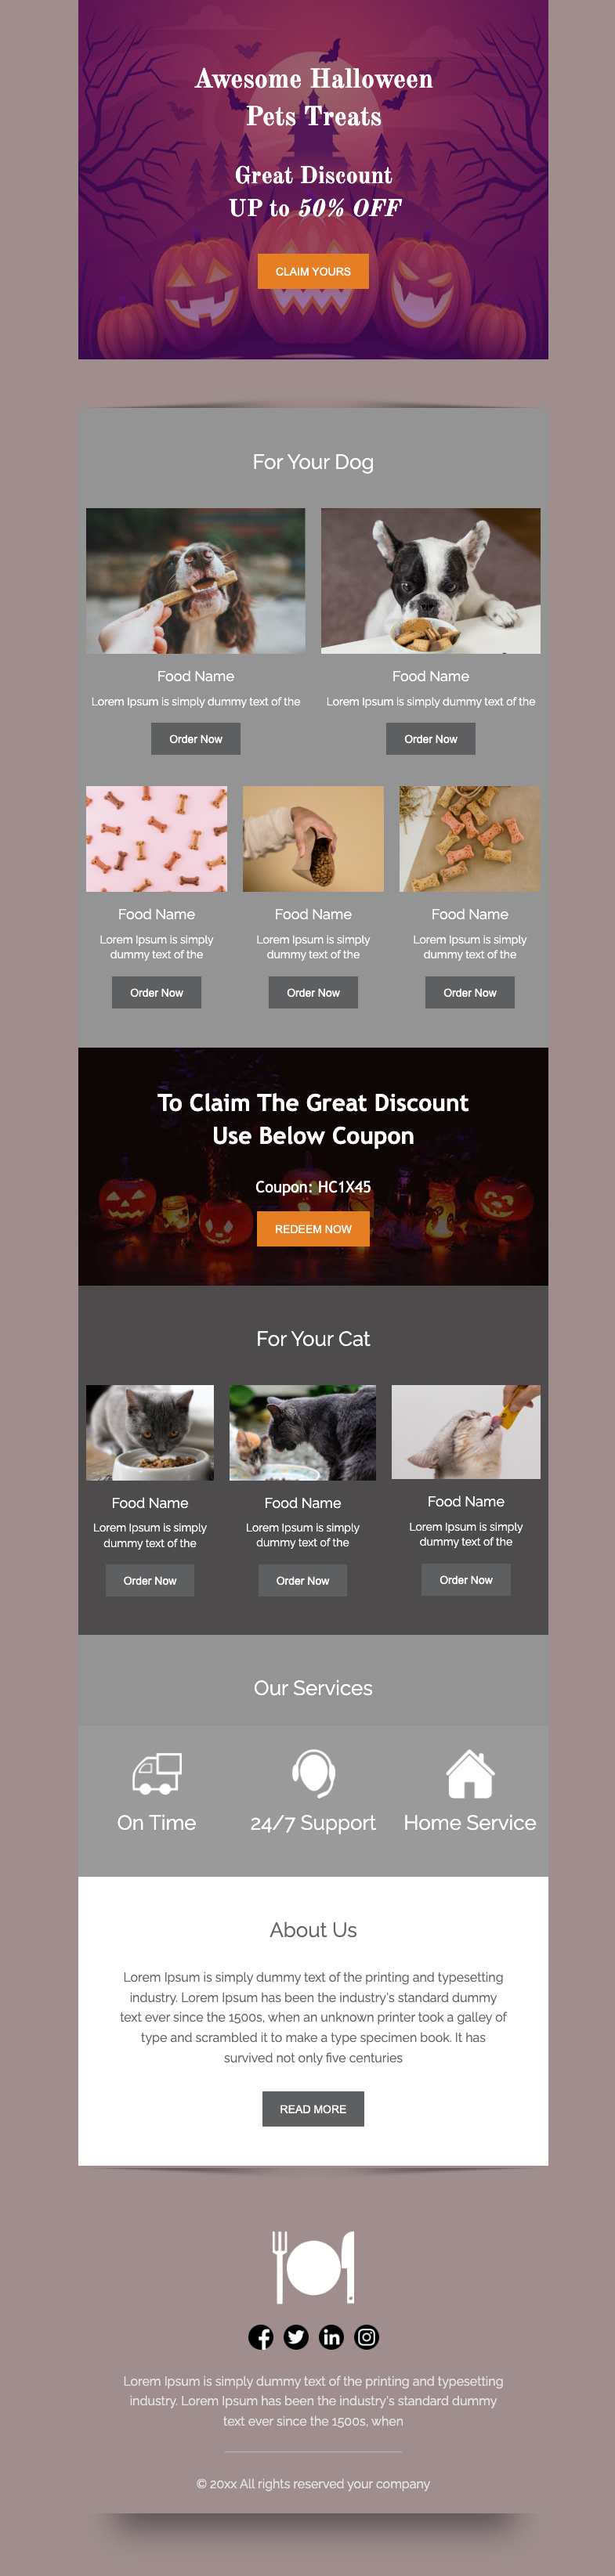 Awesome Halloween
Pets Treats
Great Discount
UP to 50% OFF
CLAIM YOURS
For Your Dog
Food Name
Lorem Ipsum is simply dummy text of the
Order Now
Food Name
Lorem Ipsum is simply dummy text of the
Order Now
Food Name
Lorem Ipsum is simply
dummy text of the
Order Now
Food Name
Lorem Ipsum is simply
dummy text of the
Order Now
Food Name
Lorem Ipsum is simply
dummy text of the
Order Now
To Claim The Great Discount
Use Below Coupon
Coupon: HC1X45
REDEEM NOW
For Your Cat
Food Name
Lorem Ipsum is simply
dummy text of the
Order Now
Food Name
Lorem Ipsum is simply
dummy text of the
Order Now
Food Name
Lorem Ipsum is simply
dummy text of the
Order Now
Our Services
On Time
24/7 Support
Home Service
About Us
Lorem Ipsum is simply dummy text of the printing and typesetting
industry. Lorem Ipsum has been the industry's standard dummy
text ever since the 1500s, when an unknown printer took a galley of
type and scrambled it to make a type specimen book. It has
survived not only five centuries
READ MORE
Lorem Ipsum is simply dummy text of the printing and typesetting
industry. Lorem Ipsum has been the industry's standard dummy
text ever since the 1500s, when
© 20xx All rights reserved your company